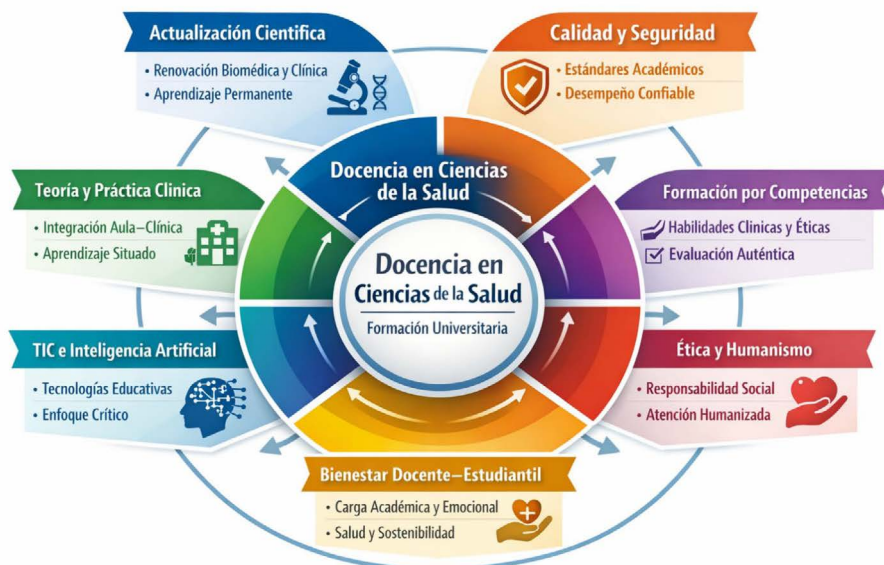 Actualización Cientifica
• Renovación Biomédica y Clínica
• Aprendizaje Permanente
Calidad y Seguridad
• Estándares Académicos
• Desempeño Confiable
Docencia en Ciencias
de la Salud
Teoría y Práctica Clinica
• Integración Aula–Clínica
• Aprendizaje Situado
Formación por Competencias
Habilidades Clinicas y Éticas
Evaluación Auténtica
Docencia en
Ciencias de la Salud
Formación Universitaria
TIC e Inteligencia Artificial
• Tecnologías Educativas
• Enfoque Crítico
Ética y Humanismo
• Responsabilidad Social
• Atención Humanizada
Bienestar Docente–Estudiantil
• Carga Académica y Emocional
• Salud y Sostenibilidad